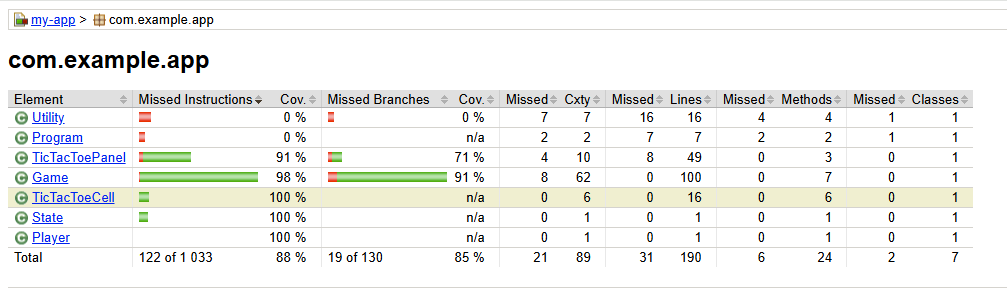 my-app > com.example.app
com.example.app
Element Missed Instructions Cov. Missed Branches Cov. Missed Cxty Missed Lines Missed Methods Missed Classes
Utility 0 % 0 % 7 7 16 16 4 4 1 1
Program 0 % n/a 2 2 7 7 2 2 1 1
TicTacToePanel 91 % 71 % 4 10 8 49 0 3 0 1
Game 98 % 91 % 8 62 0 100 0 7 0 1
TicTacToeCell 100 % n/a 0 6 0 16 0 6 0 1
State 100 % n/a 0 1 0 1 0 1 0 1
Player 100 % n/a 0 1 0 1 0 1 0 1
Total 122 of 1 033 88 % 19 of 130 85 % 21 89 31 190 6 24 2 7